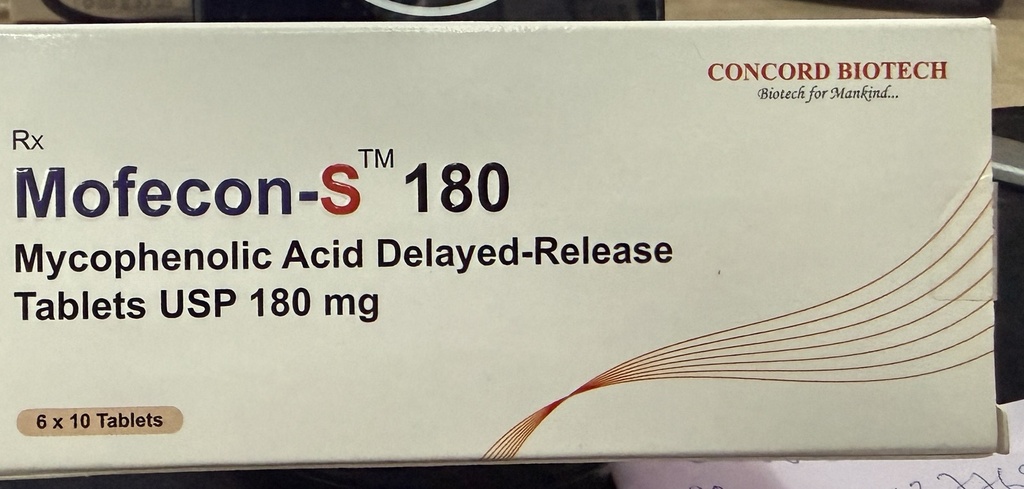 CONCORD BIOTECH
Biotech for Mankind...
Rx
Mofecon-S™ 180
Mycophenolic Acid Delayed-Release
Tablets USP 180 mg
6 x 10 Tablets